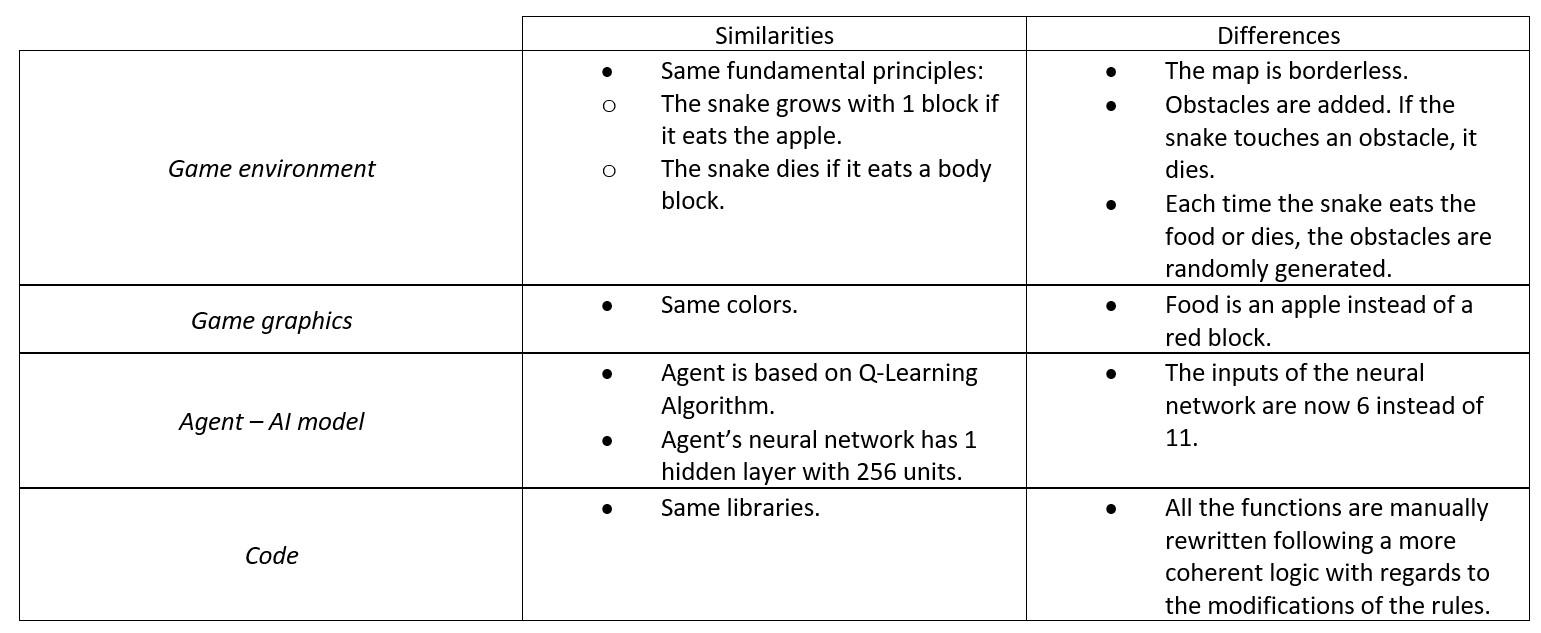 Similarities
Differences
Game environment
● Same fundamental principles:
○ The snake grows with 1 block if
it eats the apple.
○ The snake dies if it eats a body
block.
● The map is borderless.
● Obstacles are added. If the
snake touches an obstacle, it
dies.
● Each time the snake eats the
food or dies, the obstacles are
randomly generated.
Game graphics
● Same colors.
● Food is an apple instead of a
red block.
Agent – AI model
● Agent is based on Q-Learning
Algorithm.
● Agent’s neural network has 1
hidden layer with 256 units.
● The inputs of the neural
network are now 6 instead of
11.
Code
● Same libraries.
● All the functions are manually
rewritten following a more
coherent logic with regards to
the modifications of the rules.